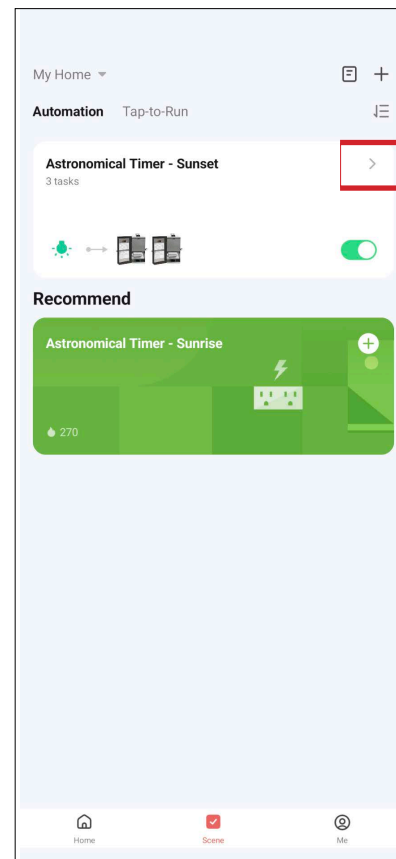 My Home
Automation Tap-to-Run
Astronomical Timer - Sunset
3 tasks
Recommend
Astronomical Timer - Sunrise
270
Home Scene Me